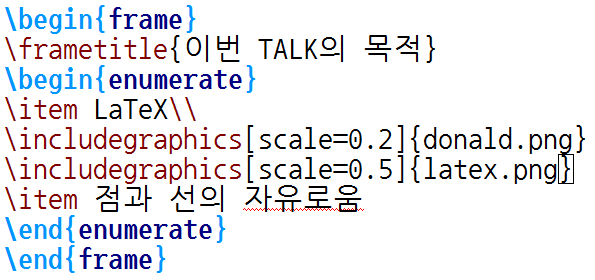 \begin{frame}
\frametitle{이번 TALK의 목적}
\begin{enumerate}
\item LaTeX\\
\includegraphics[scale=0.2]{donald.png}
\includegraphics[scale=0.5]{latex.png}
\item 점과 선의 자유로움
\end{enumerate}
\end{frame}